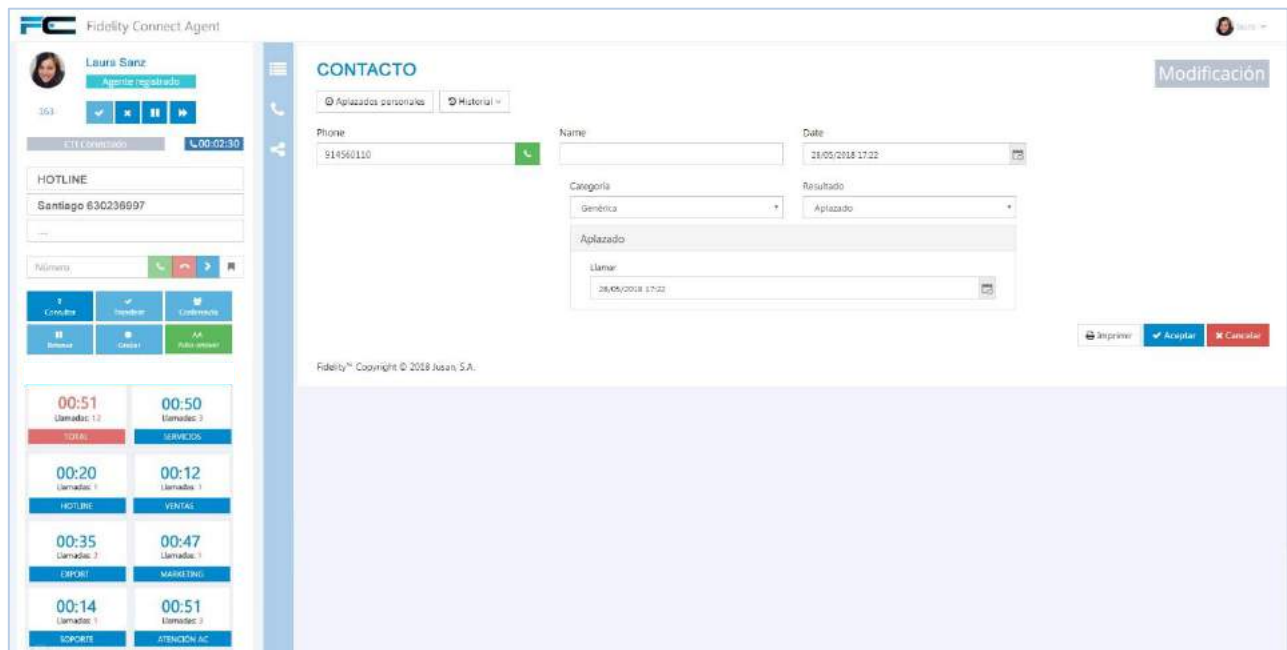 FC Fidelity Connect Agent
Laura Sanz
Agente registrado
163
CTI Conectado 00:02:30
HOTLINE
Santiago 630236997
...
Número
Consultar Transferir Conferencia
Retener Grabar
00:51 00:50
Llamadas: 12 Llamadas: 3
TOTAL SERVICIOS
00:20 00:12
Llamadas: 1 Llamadas: 1
HOTLINE VENTAS
00:35 00:47
Llamadas: 2 Llamadas: 1
EXPORT MARKETING
00:14 00:51
Llamadas: 1 Llamadas: 3
SOPORTE ATENCIÓN AC
CONTACTO
Modificación
Aplazados personales Historial
Phone Name Date
914560110 28/05/2018 17:22
Categoría Resultado
Genérica Aplazado
Aplazado
Llamar
28/05/2018 17:22
Imprimir Aceptar Cancelar
Fidelity™ Copyright © 2018 Jusan, S.A.